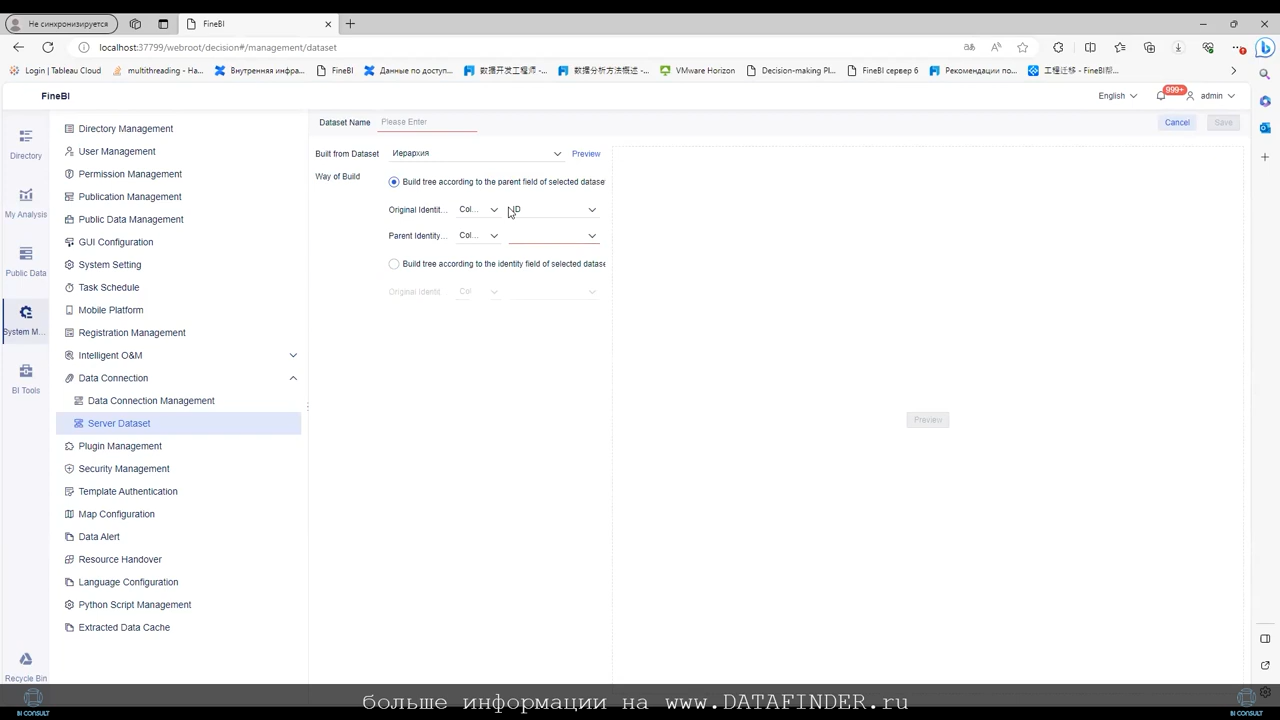 Не синхронизируется
FineBI
localhost:37799/webroot/decision#/management/dataset
Login | Tableau Cloud
multithreading - Ha...
Внутренняя инфра...
FineBI
Данные по доступ...
数据开发工程师 -...
数据分析方法概述 -...
VMware Horizon
Decision-making Pl...
FineBI сервер 6
Рекомендации по...
工程迁移 - FineBI帮...
FineBI
English
999+
admin
Directory
My Analysis
Public Data
System M...
BI Tools
Recycle Bin
Directory Management
User Management
Permission Management
Publication Management
Public Data Management
GUI Configuration
System Setting
Task Schedule
Mobile Platform
Registration Management
Intelligent O&M
Data Connection
Data Connection Management
Server Dataset
Plugin Management
Security Management
Template Authentication
Map Configuration
Data Alert
Resource Handover
Language Configuration
Python Script Management
Extracted Data Cache
Dataset Name
Please Enter
Cancel
Save
Built from Dataset
Иерархия
Preview
Way of Build
Build tree according to the parent field of selected datase
Original Identit...
Col...
ID
Parent Identity...
Col...
Build tree according to the identity field of selected datase
Original Identit
Col
Preview
IN CONSULT
больше информации на www.DATAFINDER.ru
IN CONSULT